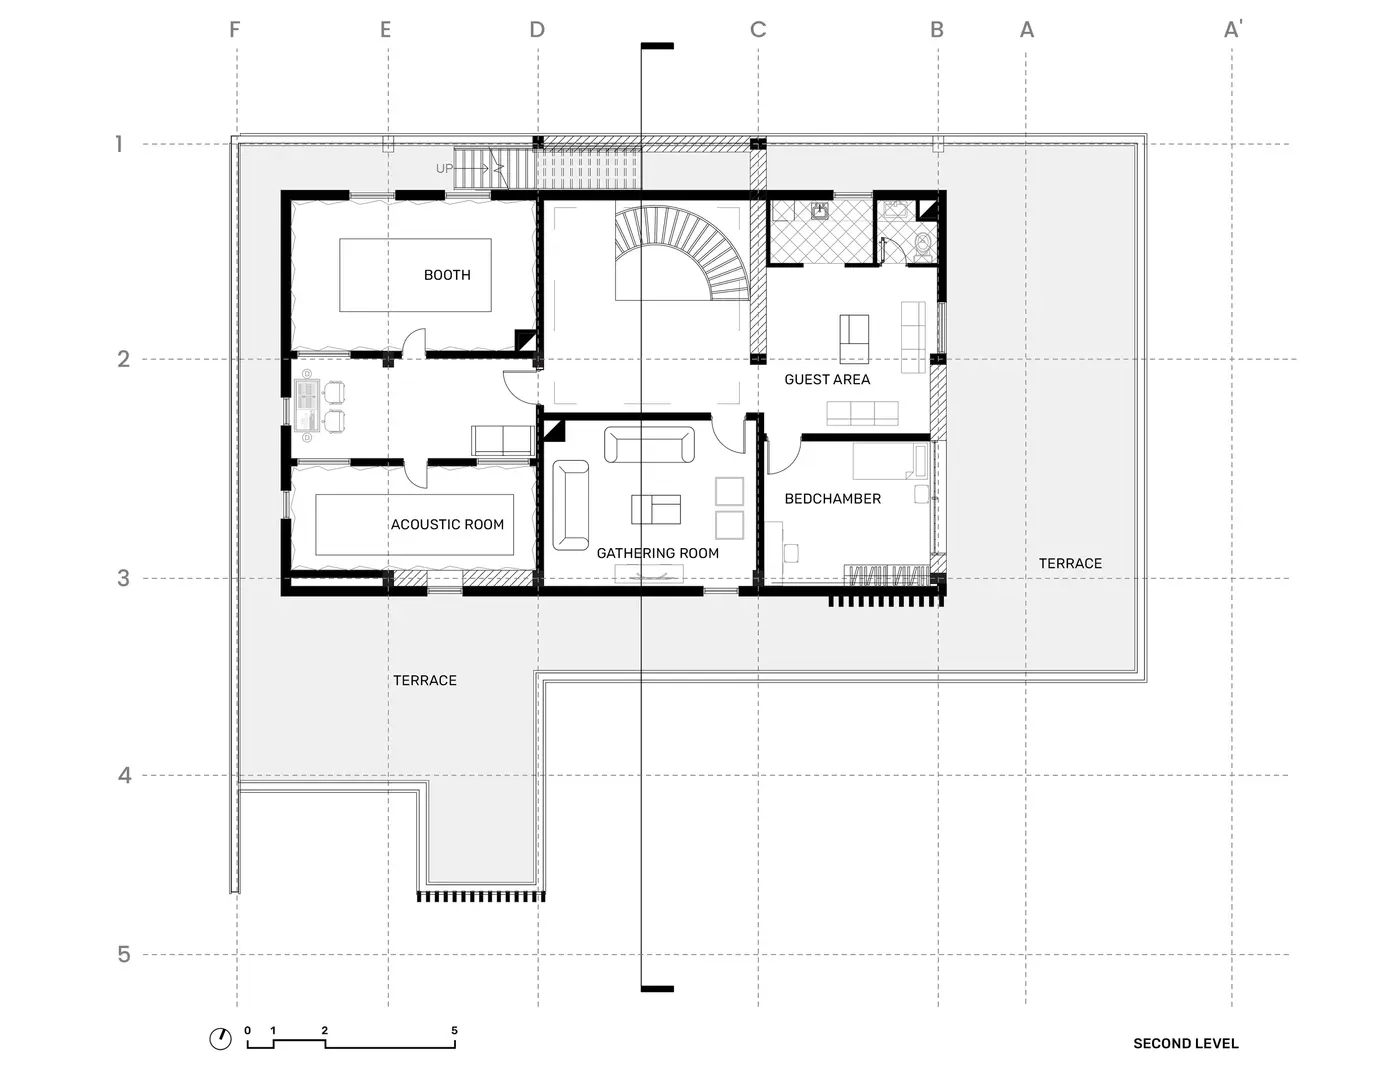 F E D C B A A'
1
UP
BOOTH
2
GUEST AREA
BEDCHAMBER
ACOUSTIC ROOM
GATHERING ROOM
TERRACE
3
TERRACE
4
5
0 1 2 5
SECOND LEVEL